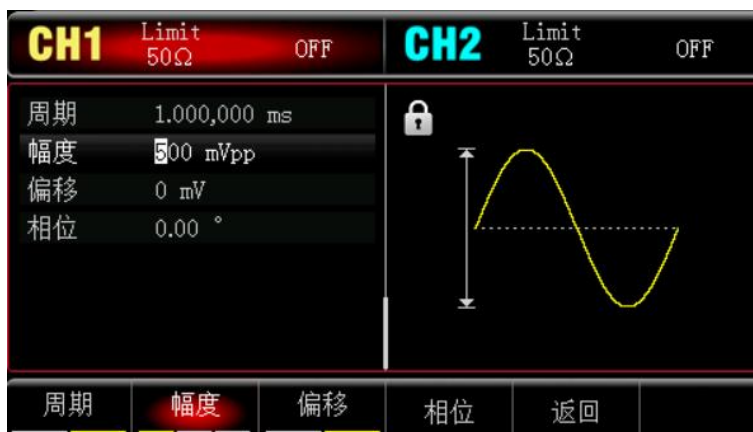 CH1 Limit 50Ω OFF CH2 Limit 50Ω OFF
周期 1.000,000 ms
幅度 500 mVpp
偏移 0 mV
相位 0.00 °
周期 幅度 偏移 相位 返回